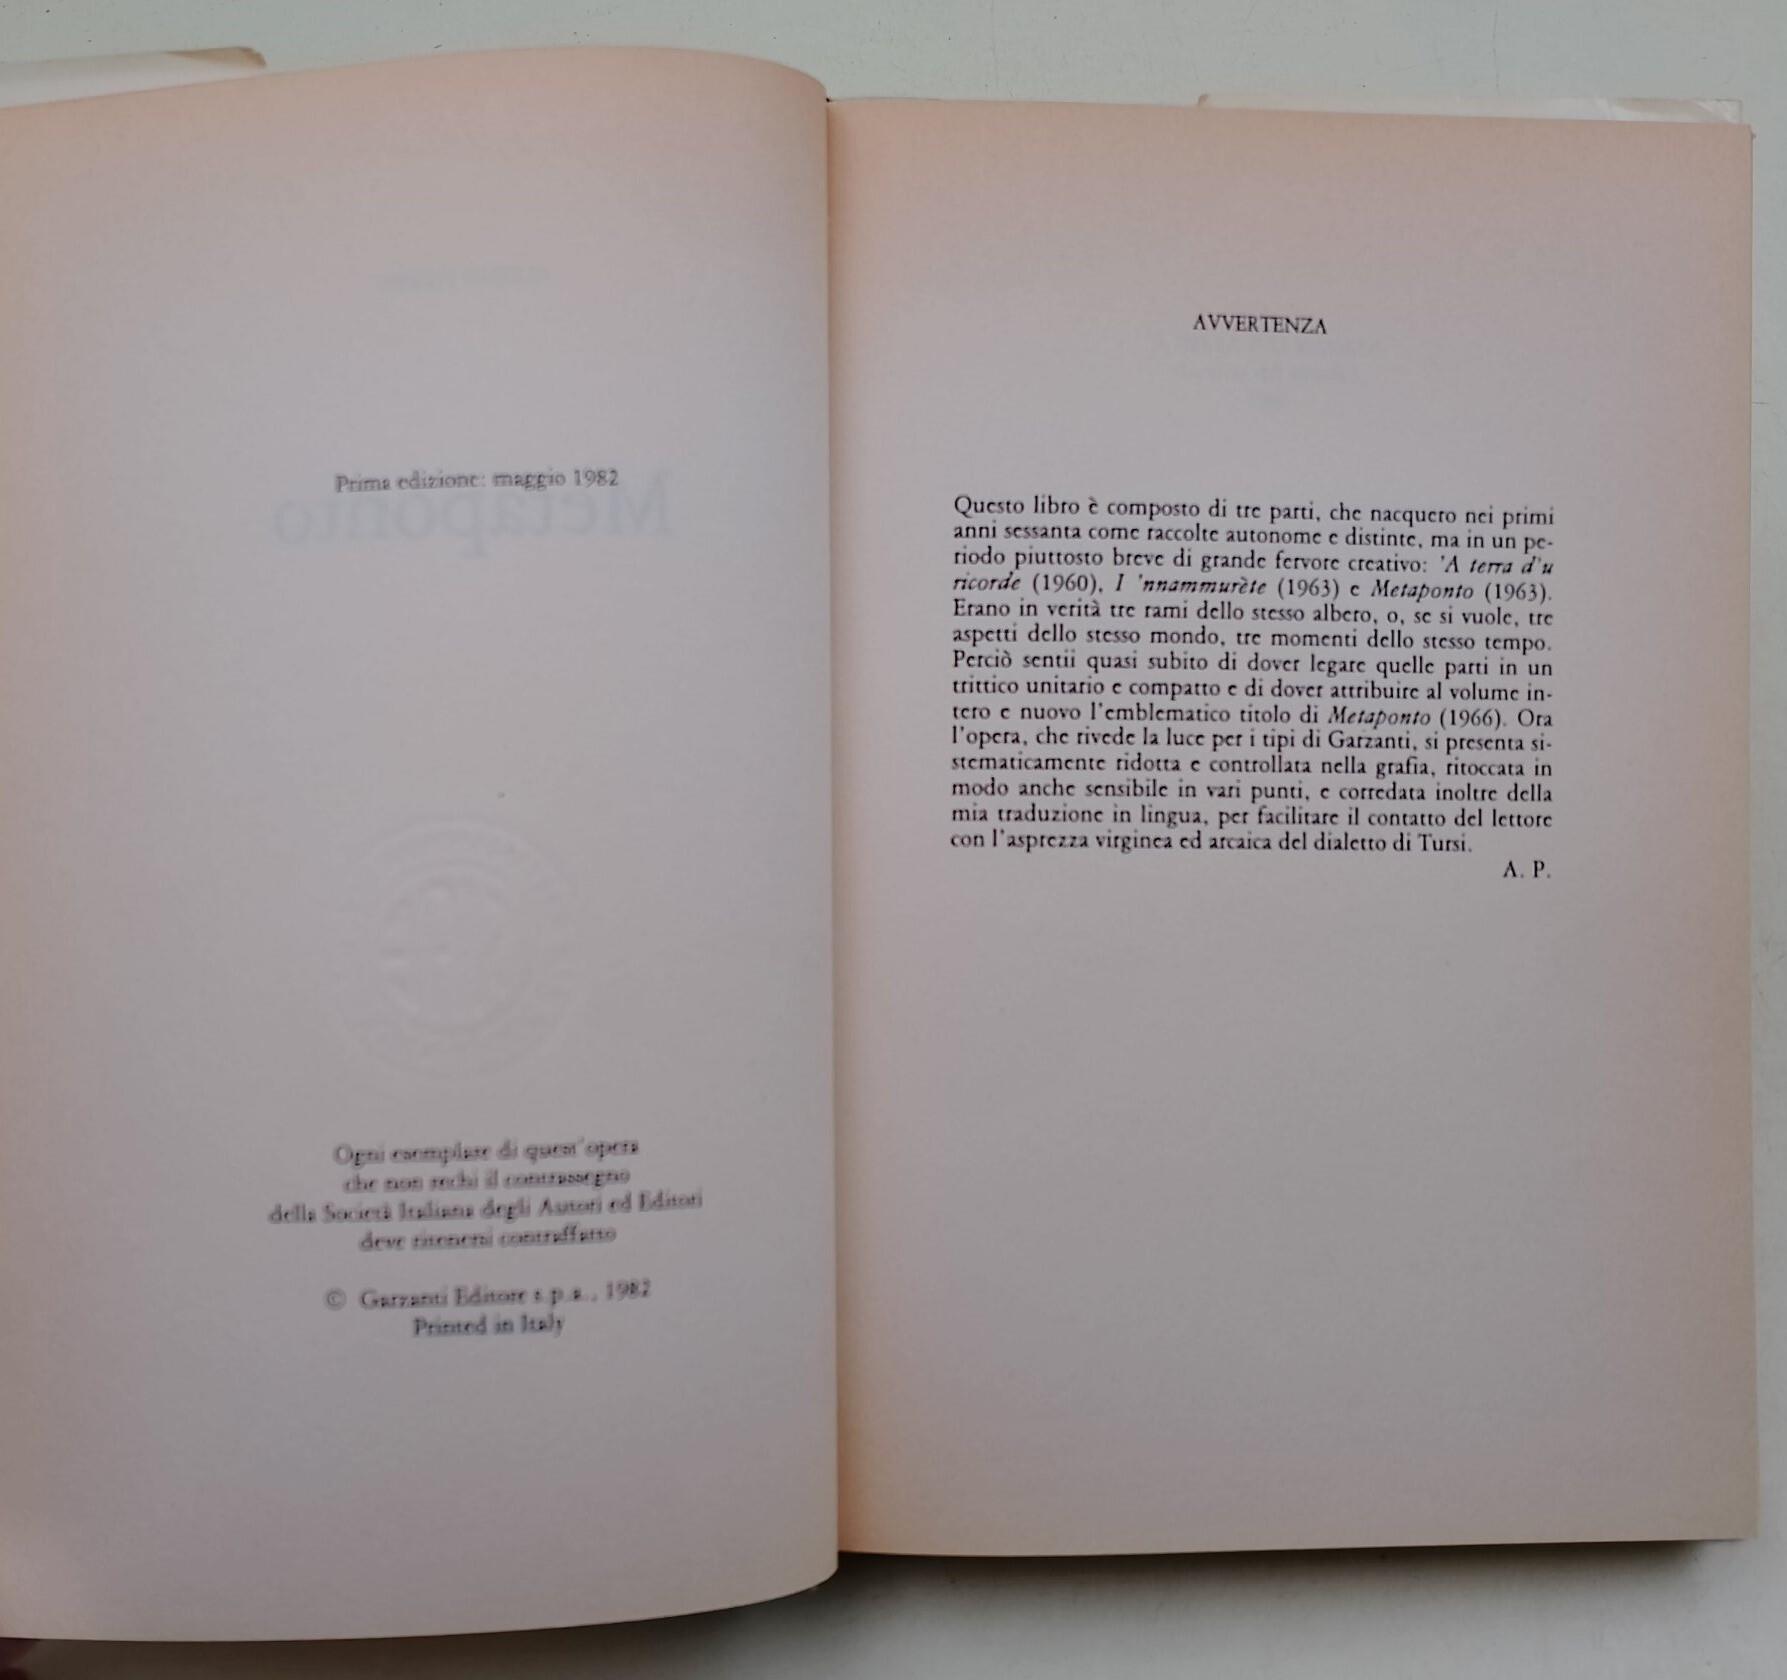 Prima edizione: maggio 1982
Metaponto
Ogni esemplare di quest'opera
che non rechi il contrassegno
della Società Italiana degli Autori ed Editori
deve ritenersi contraffatto
© Garzanti Editore s.p.a., 1982
Printed in Italy
AVVERTENZA
Questo libro è composto di tre parti, che nacquero nei primi
anni sessanta come raccolte autonome e distinte, ma in un pe-
riodo piuttosto breve di grande fervore creativo: 'A terra d'u
ricorde (1960), I 'nnammurète (1963) e Metaponto (1963).
Erano in verità tre rami dello stesso albero, o, se si vuole, tre
aspetti dello stesso mondo, tre momenti dello stesso tempo.
Perciò sentii quasi subito di dover legare quelle parti in un
trittico unitario e compatto e di dover attribuire al volume in-
tero e nuovo l'emblematico titolo di Metaponto (1966). Ora
l'opera, che rivede la luce per i tipi di Garzanti, si presenta si-
stematicamente ridotta e controllata nella grafia, ritoccata in
modo anche sensibile in vari punti, e corredata inoltre della
mia traduzione in lingua, per facilitare il contatto del lettore
con l'asprezza virginea ed arcaica del dialetto di Tursi.
A. P.